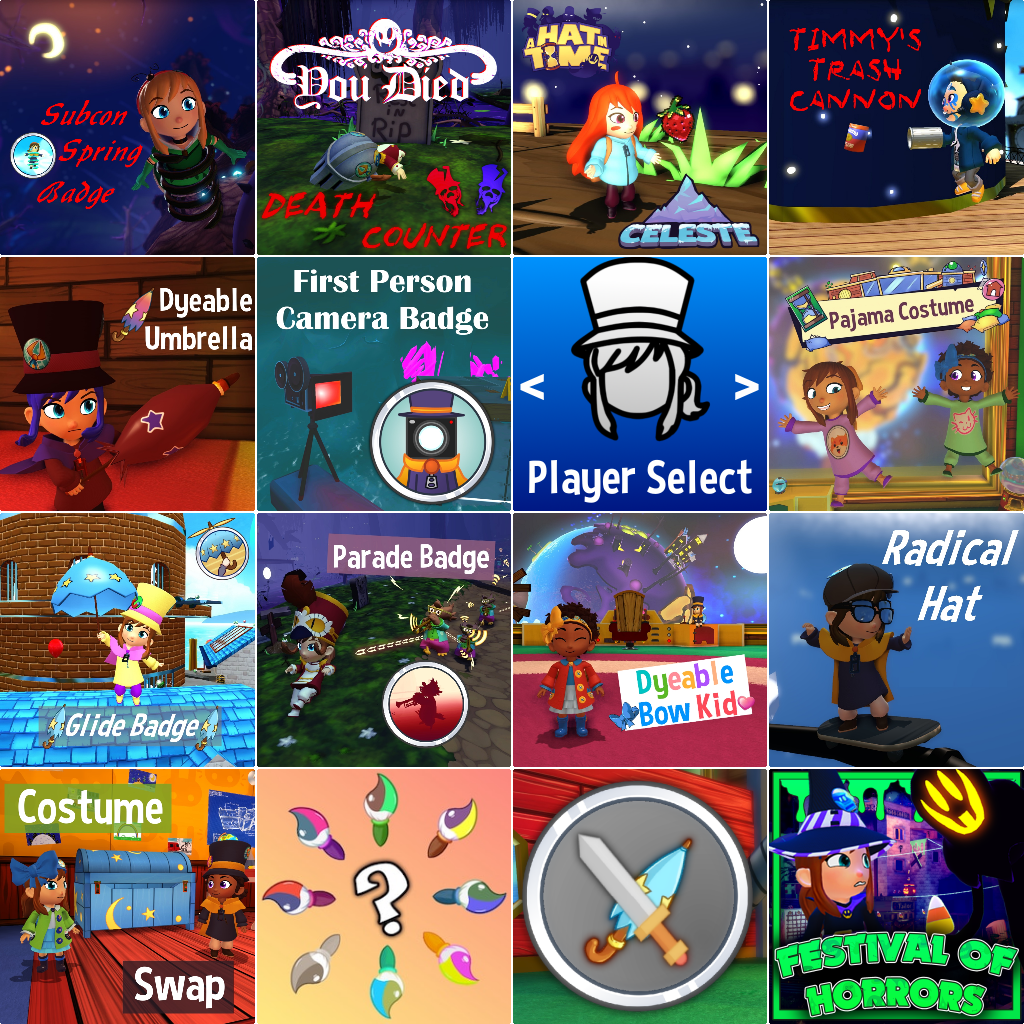 Subcon
Spring
Badge
You Died
IN
RIP
DEATH
COUNTER
A HAT IN TIME
CELESTE
TIMMY'S
TRASH
CANNON
Dyeable
Umbrella
First Person
Camera Badge
< >
Player Select
Pajama Costume
Glide Badge
Parade Badge
Dyeable
Bow Kid
Radical
Hat
Costume
Swap
?
FESTIVAL OF
HORRORS